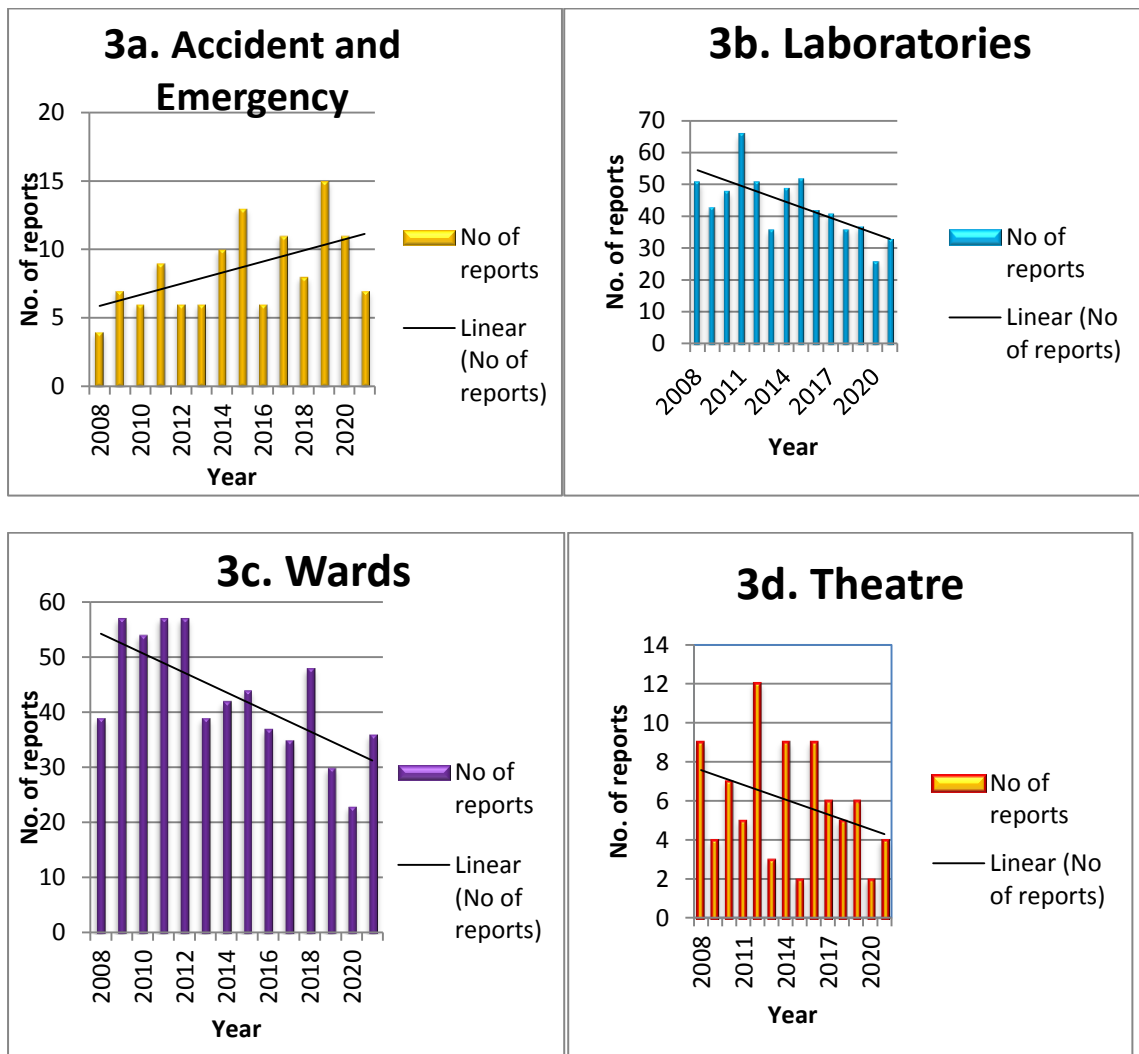 3a. Accident and
Emergency
20
15
10
5
0
No. of reports
2008
2010
2012
2014
2016
2018
2020
Year
No of
reports
Linear
(No of
reports)
3b. Laboratories
70
60
50
40
30
20
10
0
No. of reports
2008
2011
2014
2017
2020
Year
No of
reports
Linear (No
of reports)
3c. Wards
60
50
40
30
20
10
0
No. of reports
2008
2010
2012
2014
2016
2018
2020
Year
No of
reports
Linear
(No of
reports)
3d. Theatre
14
12
10
8
6
4
2
0
No. of reports
2008
2011
2014
2017
2020
Year
No of
reports
Linear (No
of reports)